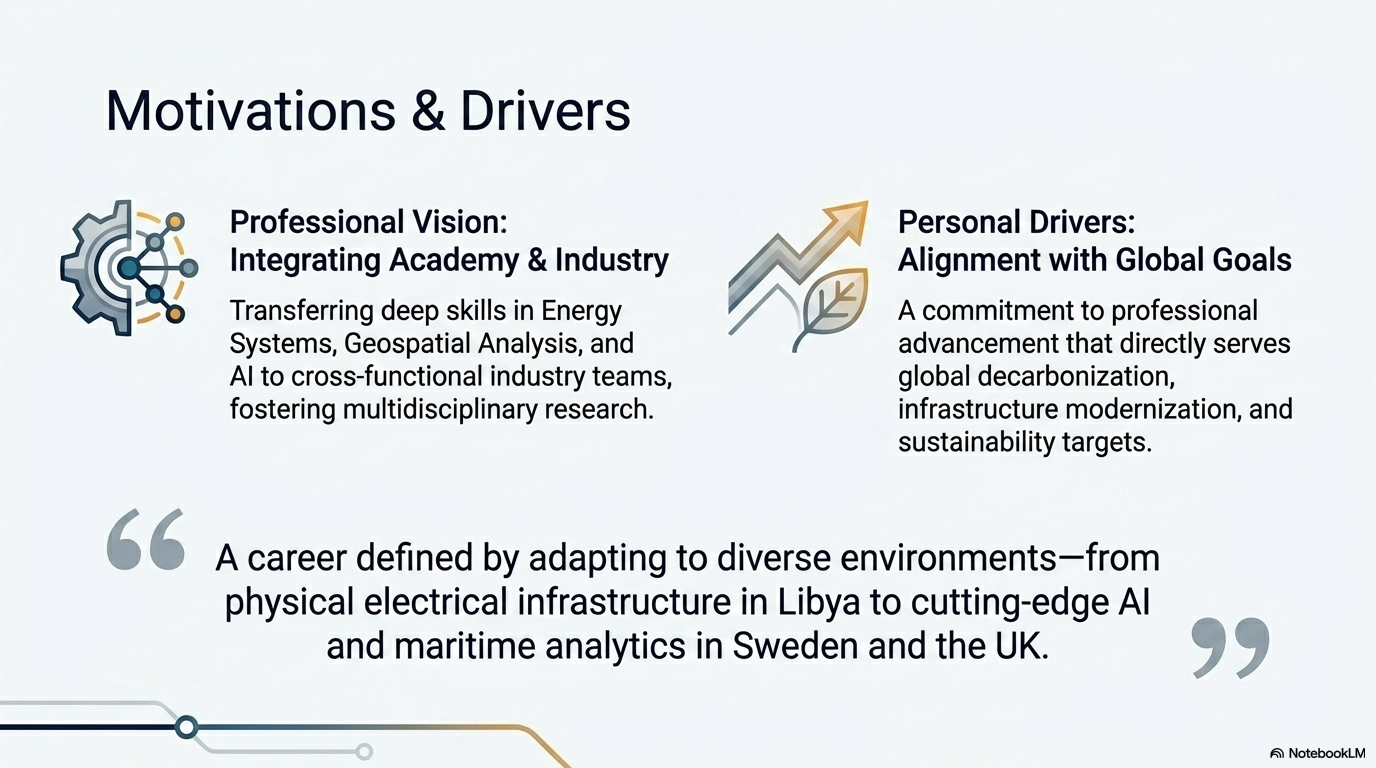 Motivations & Drivers
Professional Vision:
Integrating Academy & Industry
Transferring deep skills in Energy
Systems, Geospatial Analysis, and
AI to cross-functional industry teams,
fostering multidisciplinary research.
Personal Drivers:
Alignment with Global Goals
A commitment to professional
advancement that directly serves
global decarbonization,
infrastructure modernization, and
sustainability targets.
“A career defined by adapting to diverse environments—from
physical electrical infrastructure in Libya to cutting-edge AI
and maritime analytics in Sweden and the UK.”
NotebookLM